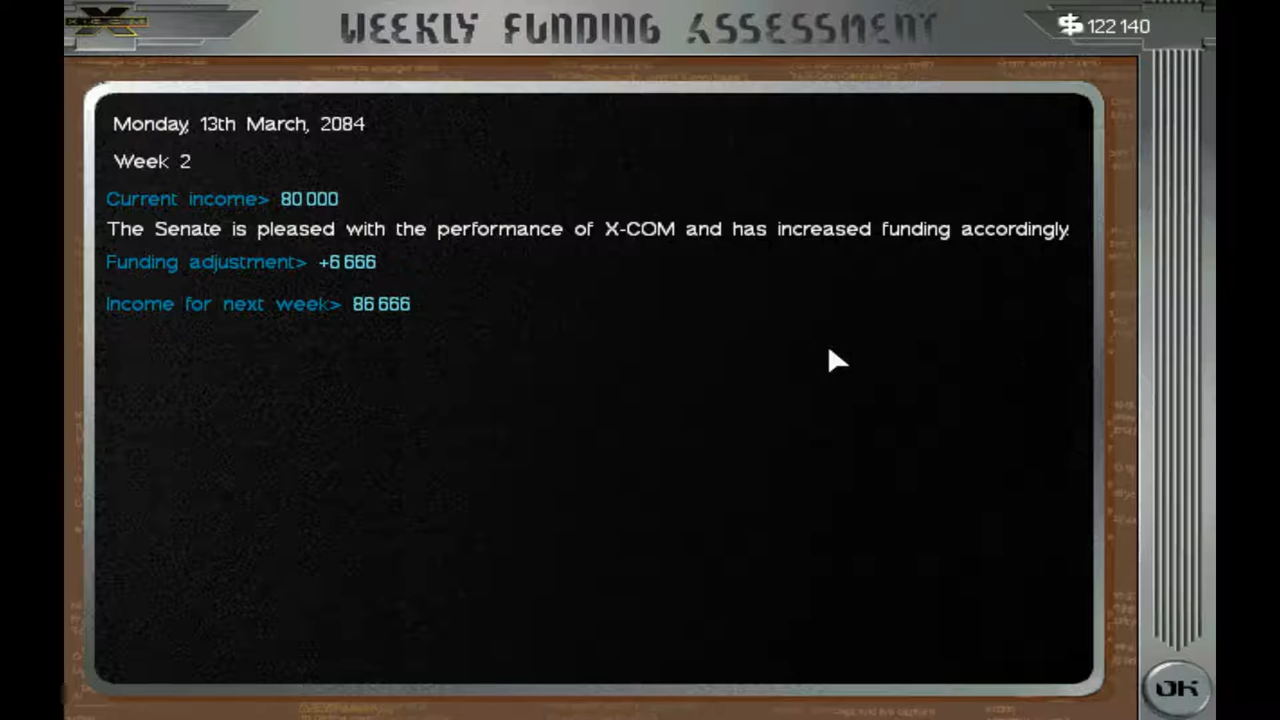 X-COM
WEEKLY FUNDING ASSESSMENT
$ 122 140
Monday, 13th March, 2084
Week 2
Current income> 80 000
The Senate is pleased with the performance of X-COM and has increased funding accordingly.
Funding adjustment> +6 666
Income for next week> 86 666
OK